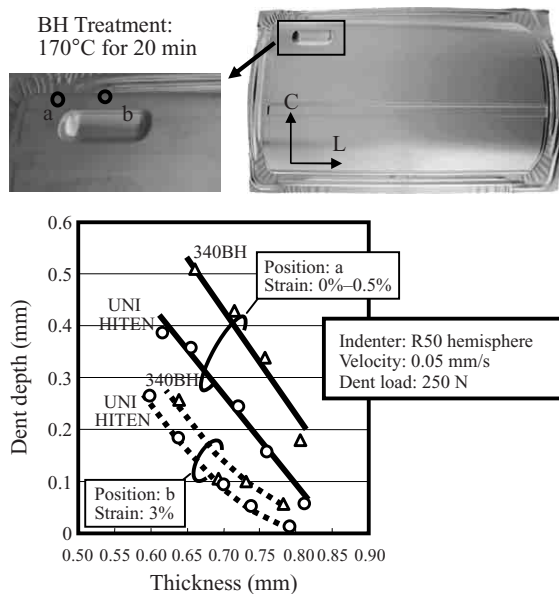 BH Treatment:
170°C for 20 min
a
b
C
L
0.6
0.5
0.4
0.3
0.2
0.1
0
Dent depth (mm)
340BH
Position: a
Strain: 0%–0.5%
UNI
HITEN
Indenter: R50 hemisphere
Velocity: 0.05 mm/s
Dent load: 250 N
340BH
UNI
HITEN
Position: b
Strain: 3%
0.50 0.55 0.60 0.65 0.70 0.75 0.80 0.85 0.90
Thickness (mm)